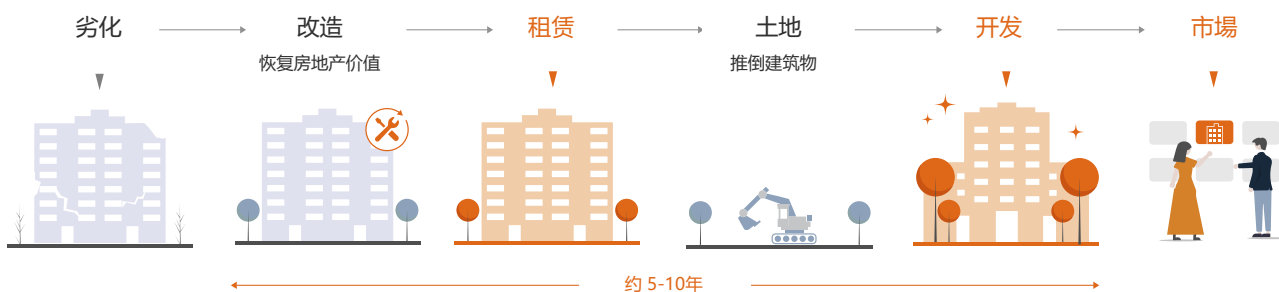 劣化
改造
租赁
土地
开发
市場
恢复房地产价值
推倒建筑物
约 5-10年